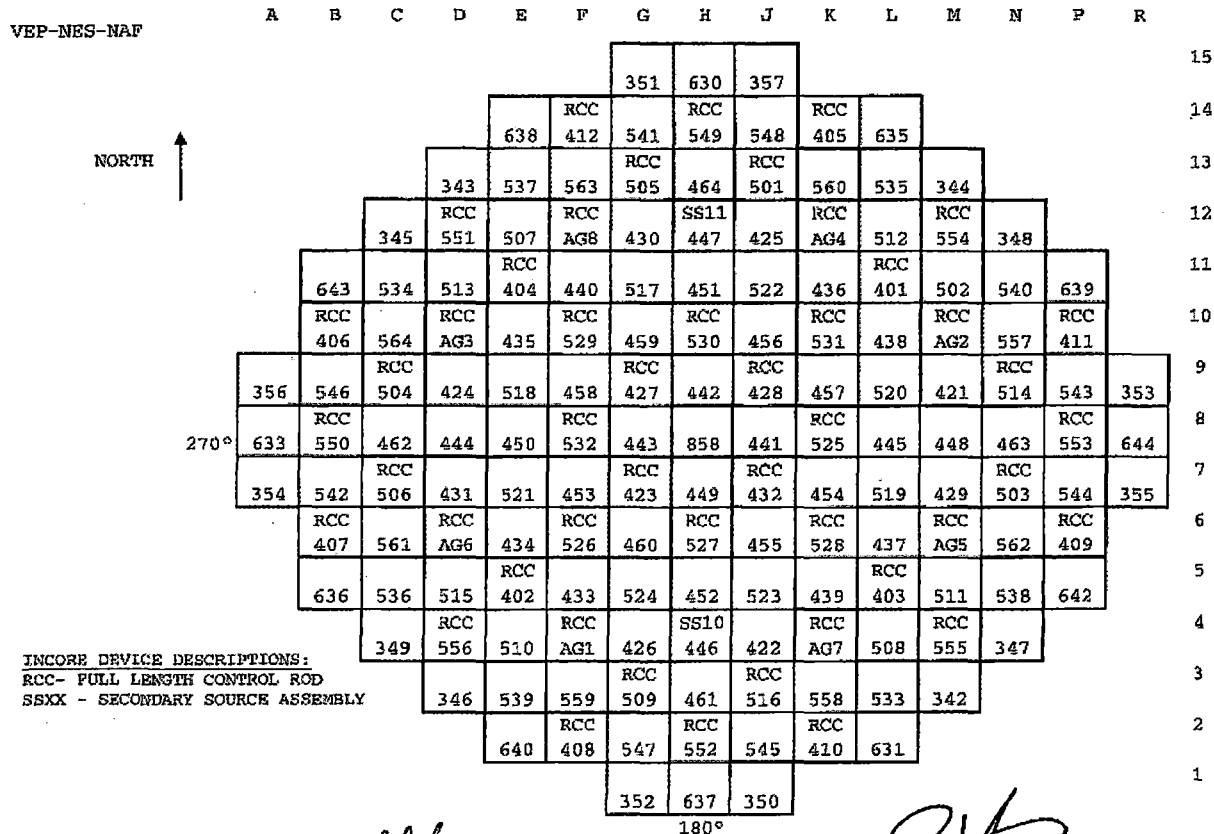 A B C D E F G H J K L M N P R
VEP-NES-NAF
15
351 630 357
RCC RCC RCC 14
638 412 541 549 548 405 635
NORTH RCC RCC 13
343 537 563 505 464 501 560 535 344
RCC RCC SS11 RCC RCC 12
345 551 507 AG8 430 447 425 AG4 512 554 348
RCC RCC 11
643 534 513 404 440 517 451 522 436 401 502 540 639
RCC RCC RCC RCC RCC RCC RCC 10
406 564 AG3 435 529 459 530 456 531 438 AG2 557 411
RCC RCC RCC RCC 9
356 546 504 424 518 458 427 442 428 457 520 421 514 543 353
RCC RCC RCC RCC 8
270° 633 550 462 444 450 532 443 858 441 525 445 448 463 553 644
RCC RCC RCC RCC 7
354 542 506 431 521 453 423 449 432 454 519 429 503 544 355
RCC RCC RCC RCC RCC RCC RCC 6
407 561 AG6 434 526 460 527 455 528 437 AG5 562 409
RCC RCC 5
636 536 515 402 433 524 452 523 439 403 511 538 642
RCC RCC SS10 RCC RCC 4
349 556 510 AG1 426 446 422 AG7 508 555 347
INCORE DEVICE DESCRIPTIONS:
RCC- FULL LENGTH CONTROL ROD
SSXX - SECONDARY SOURCE ASSEMBLY
RCC RCC 3
346 539 559 509 461 516 558 533 342
RCC RCC RCC 2
640 408 547 552 545 410 631
1
352 637 350
180°